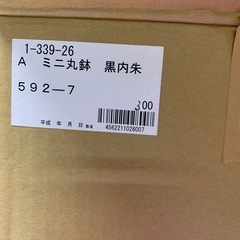 1-339-26
A ミニ丸鉢 黒内朱
592―7
300
平成 年 月 日 製造
4562211028007